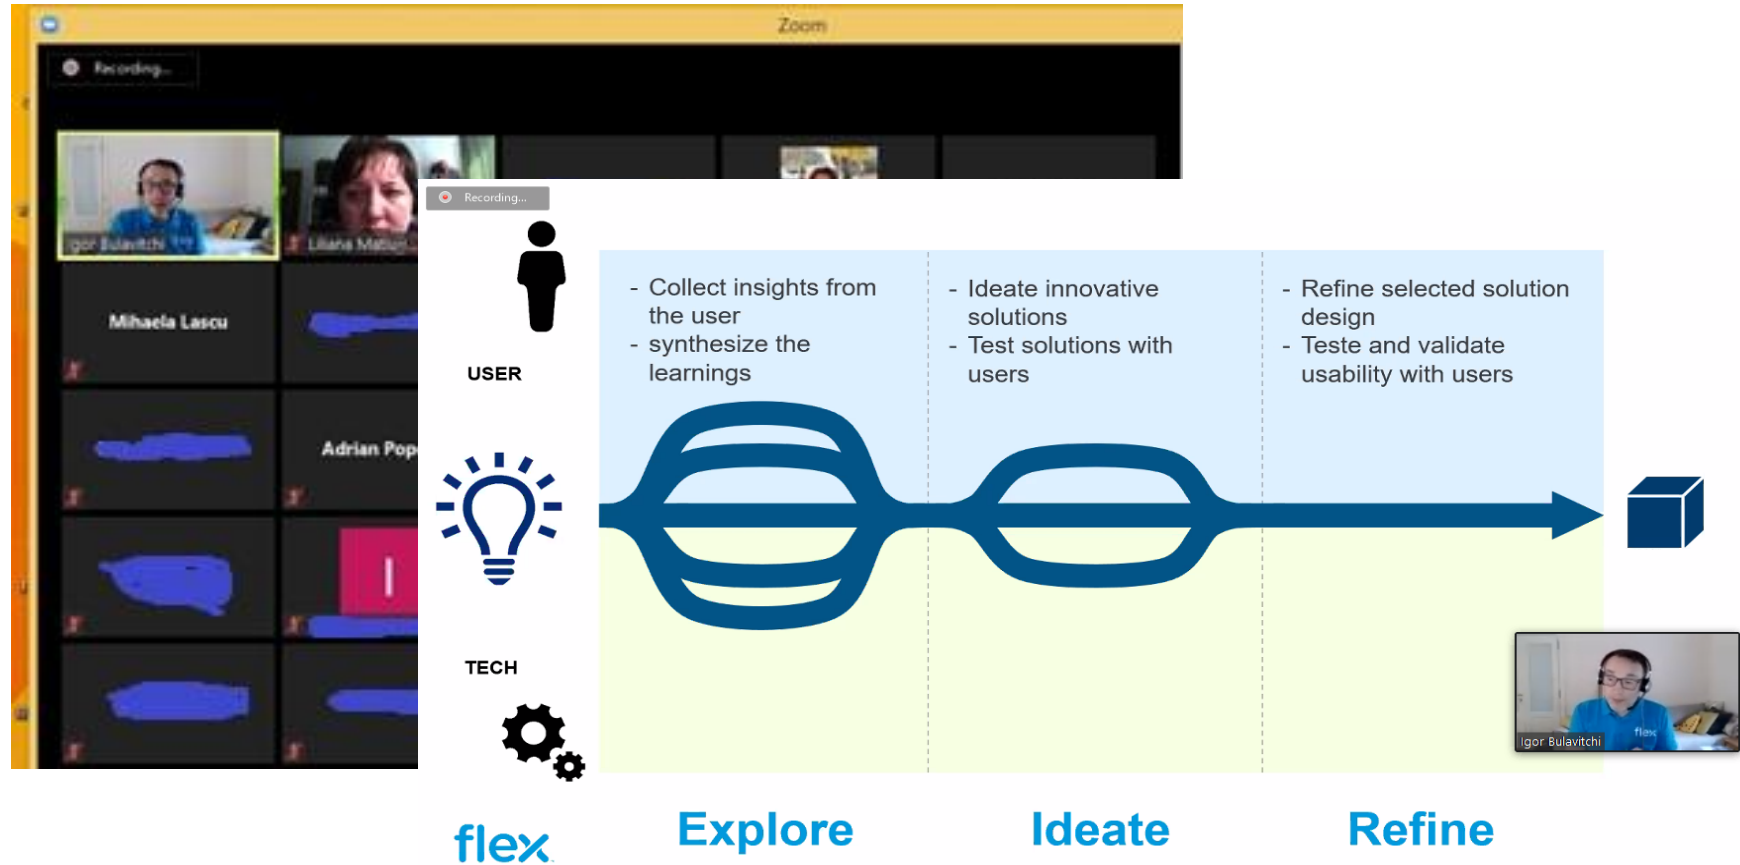 Zoom
Recording...
Igor Bulavitchi
Liliana
Mihaela Lascu
Adrian
I
Recording...
USER
- Collect insights from
the user
- synthesize the
learnings
- Ideate innovative
solutions
- Test solutions with
users
- Refine selected solution
design
- Teste and validate
usability with users
TECH
flex
Igor Bulavitchi
flex
Explore
Ideate
Refine